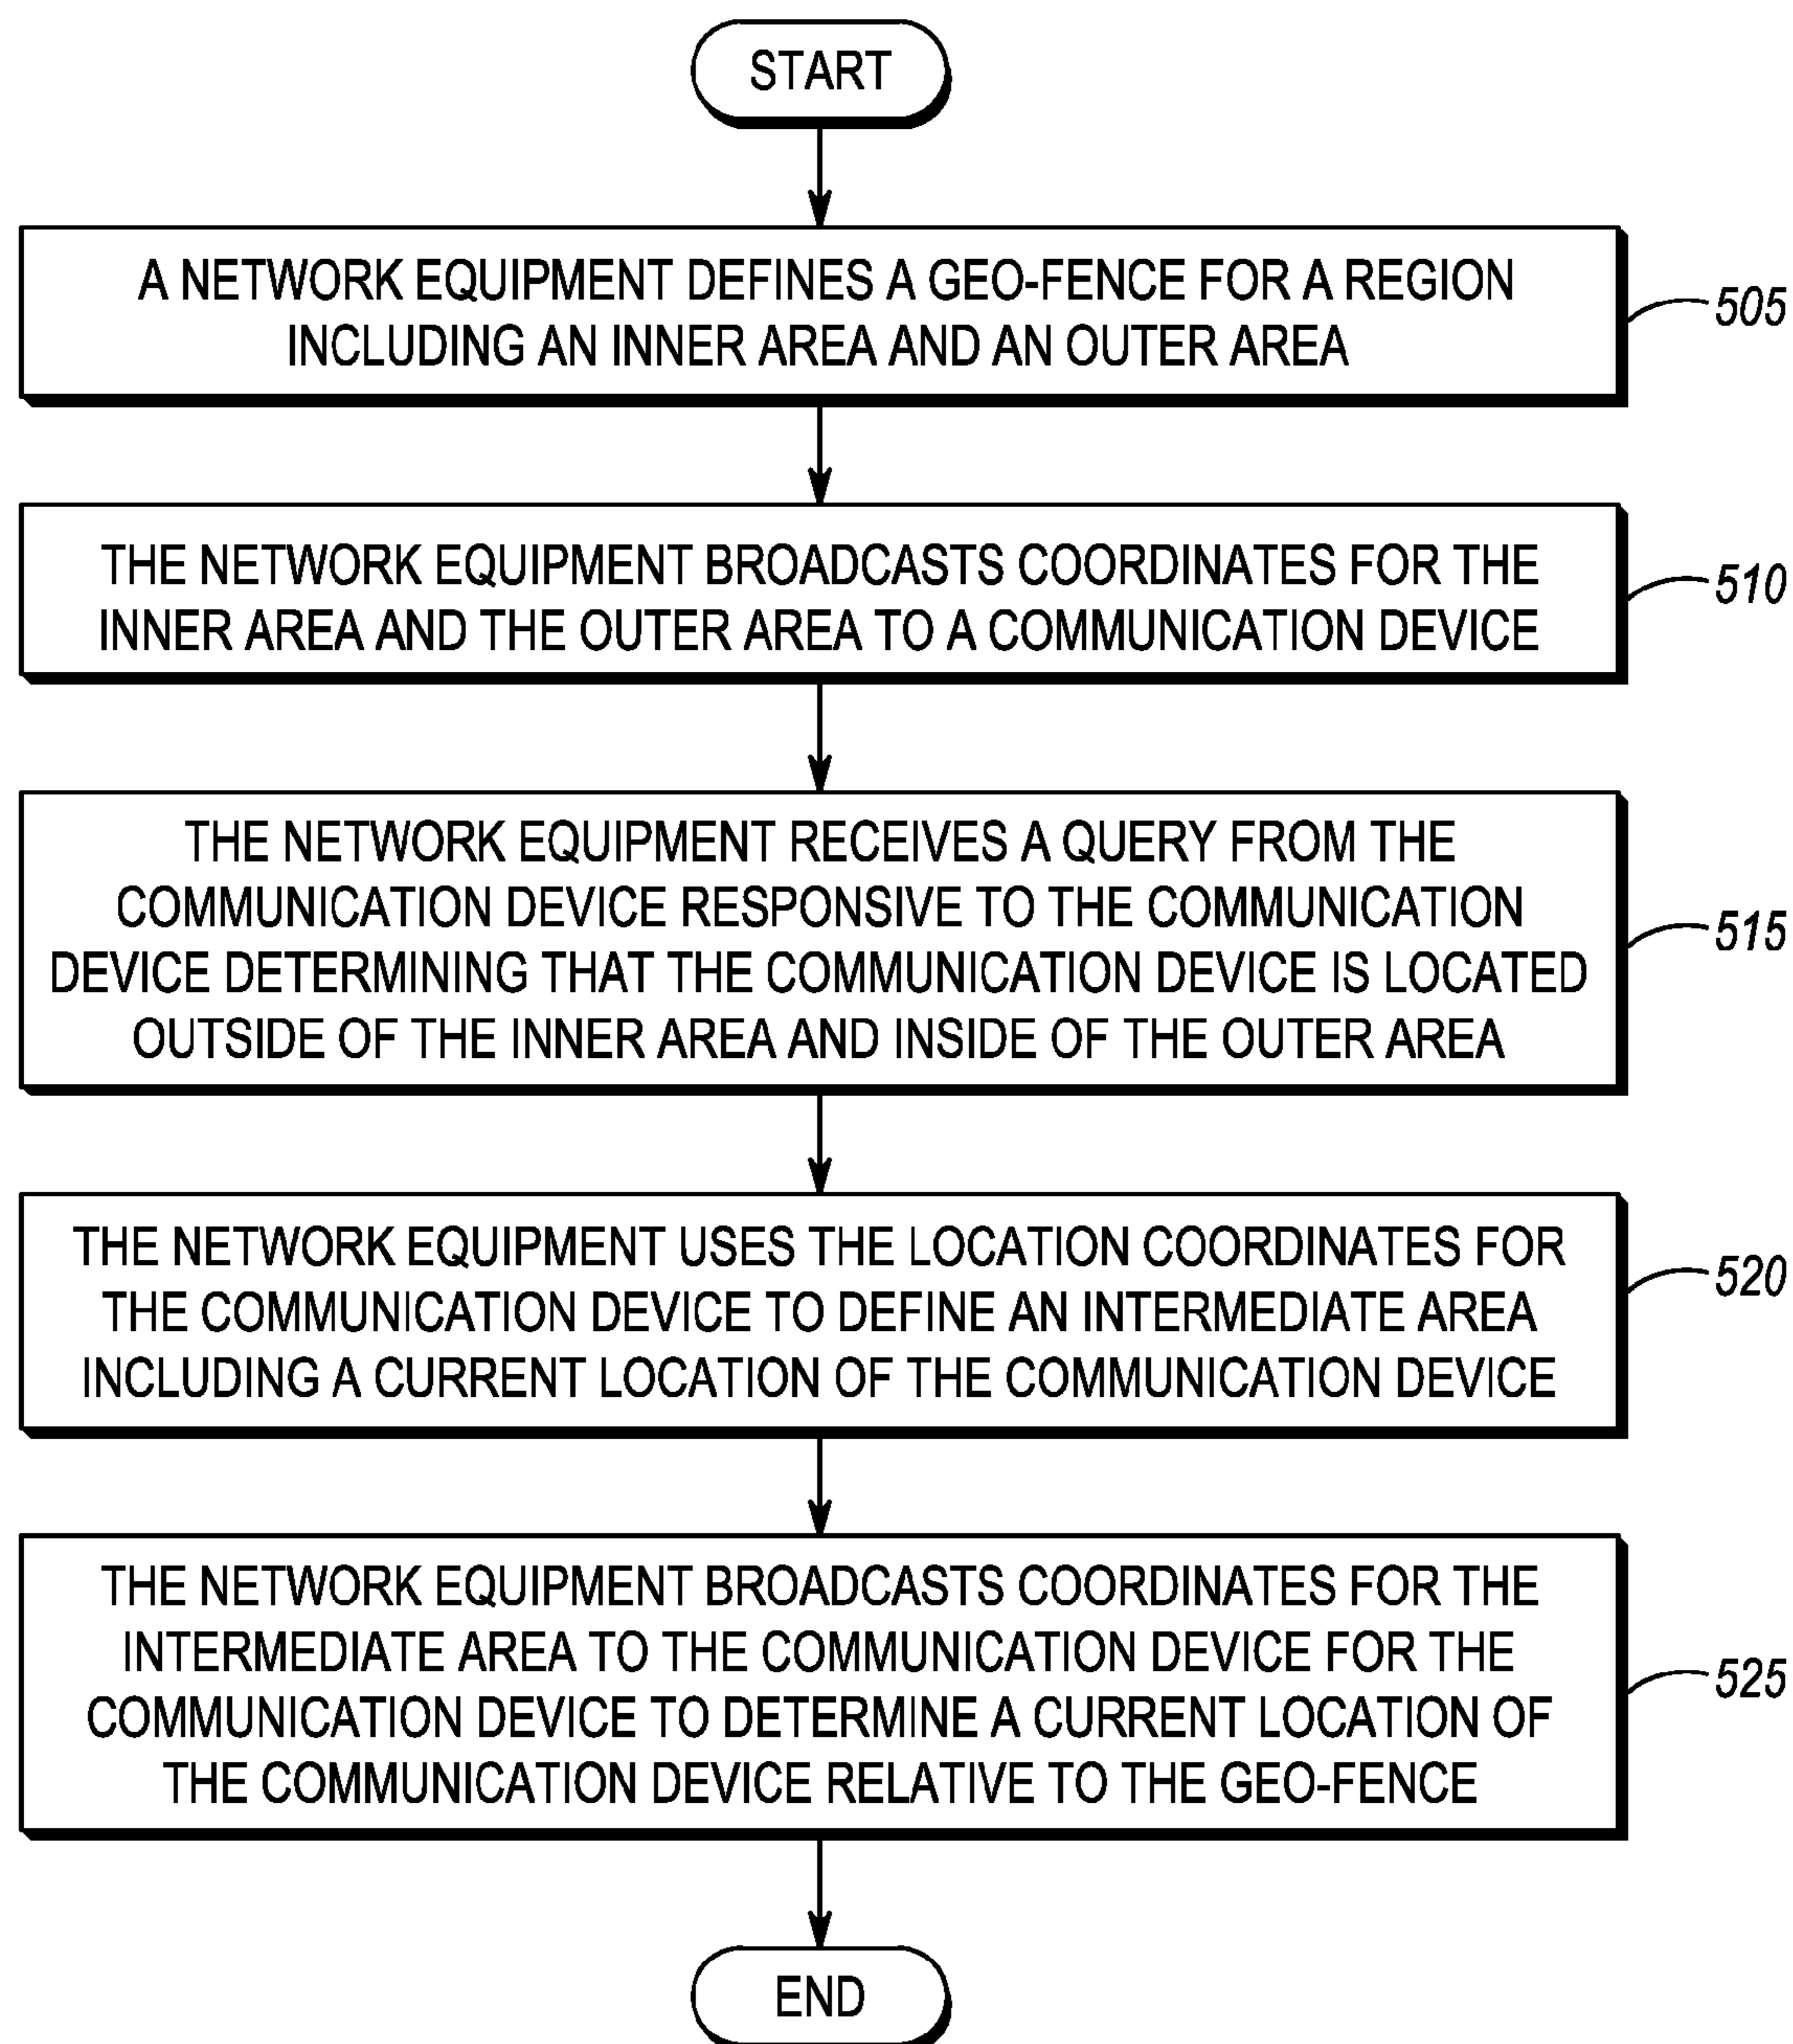 START
A NETWORK EQUIPMENT DEFINES A GEO-FENCE FOR A REGION
INCLUDING AN INNER AREA AND AN OUTER AREA
505
THE NETWORK EQUIPMENT BROADCASTS COORDINATES FOR THE
INNER AREA AND THE OUTER AREA TO A COMMUNICATION DEVICE
510
THE NETWORK EQUIPMENT RECEIVES A QUERY FROM THE
COMMUNICATION DEVICE RESPONSIVE TO THE COMMUNICATION
DEVICE DETERMINING THAT THE COMMUNICATION DEVICE IS LOCATED
OUTSIDE OF THE INNER AREA AND INSIDE OF THE OUTER AREA
515
THE NETWORK EQUIPMENT USES THE LOCATION COORDINATES FOR
THE COMMUNICATION DEVICE TO DEFINE AN INTERMEDIATE AREA
INCLUDING A CURRENT LOCATION OF THE COMMUNICATION DEVICE
520
THE NETWORK EQUIPMENT BROADCASTS COORDINATES FOR THE
INTERMEDIATE AREA TO THE COMMUNICATION DEVICE FOR THE
COMMUNICATION DEVICE TO DETERMINE A CURRENT LOCATION OF
THE COMMUNICATION DEVICE RELATIVE TO THE GEO-FENCE
525
END